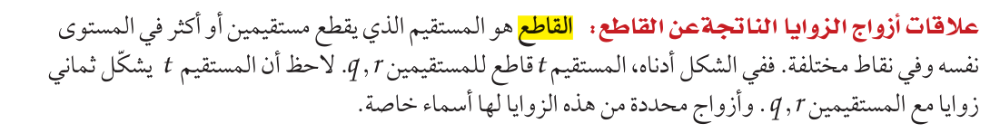 علاقات أزواج الزوايا الناتجة عن القاطع: القاطع هو المستقيم الذي يقطع مستقيمين أو أكثر في المستوى
نفسه وفي نقاط مختلفة. ففي الشكل أدناه، المستقيم t قاطع للمستقيمين q , r. لاحظ أن المستقيم t يشكّل ثماني
زوايا مع المستقيمين q , r. وأزواج محددة من هذه الزوايا لها أسماء خاصة.